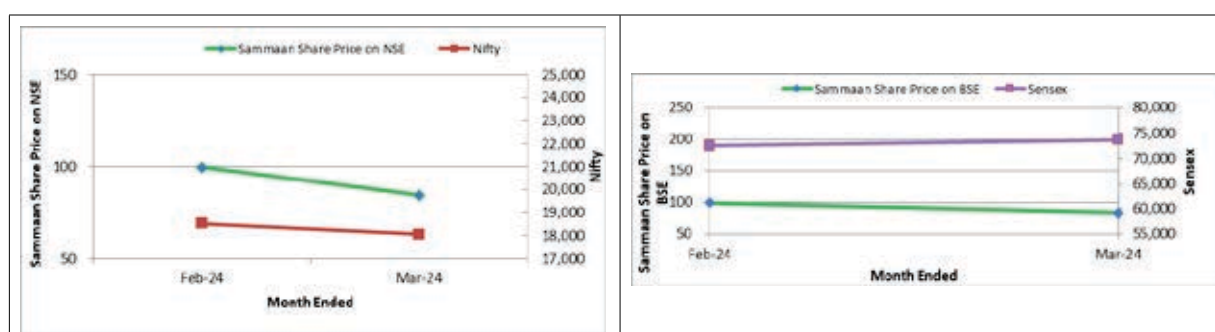 Sammaan Share Price on NSE Nifty
Sammaan Share Price on NSE
150
100
50
25,000
24,000
23,000
22,000
21,000
20,000
19,000
18,000
17,000
Nifty
Feb-24 Mar-24
Month Ended
Sammaan Share Price on BSE Sensex
Sammaan Share Price on
BSE
250
200
150
100
50
80,000
75,000
70,000
65,000
60,000
55,000
Sensex
Feb-24 Mar-24
Month Ended